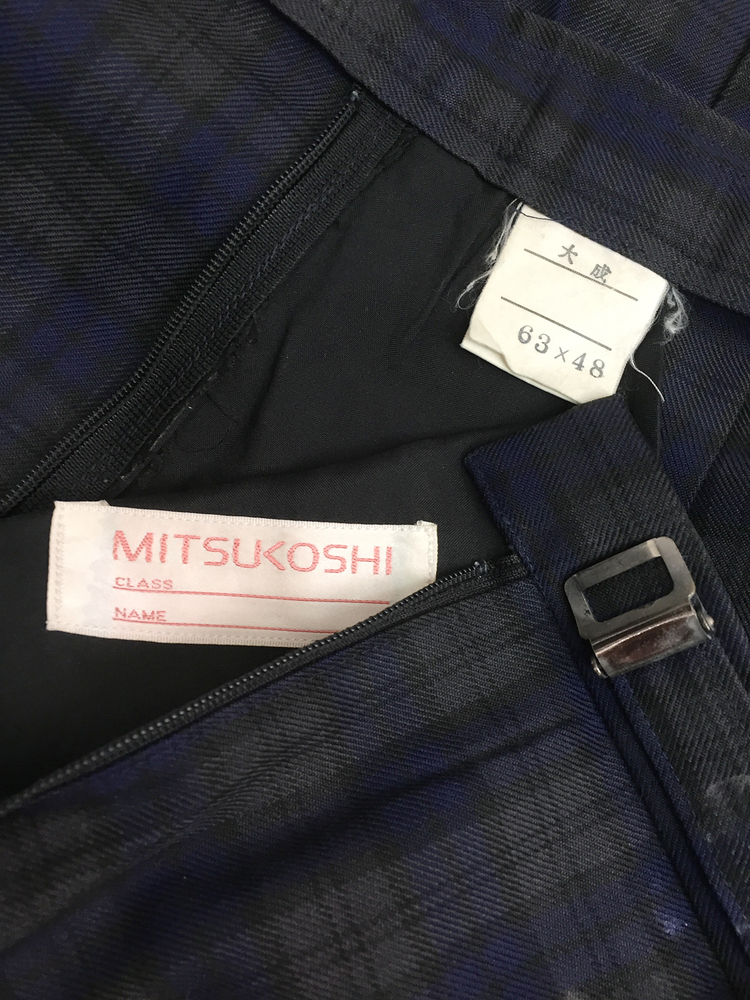 大成
63×48
MITSUKOSHI
CLASS
NAME